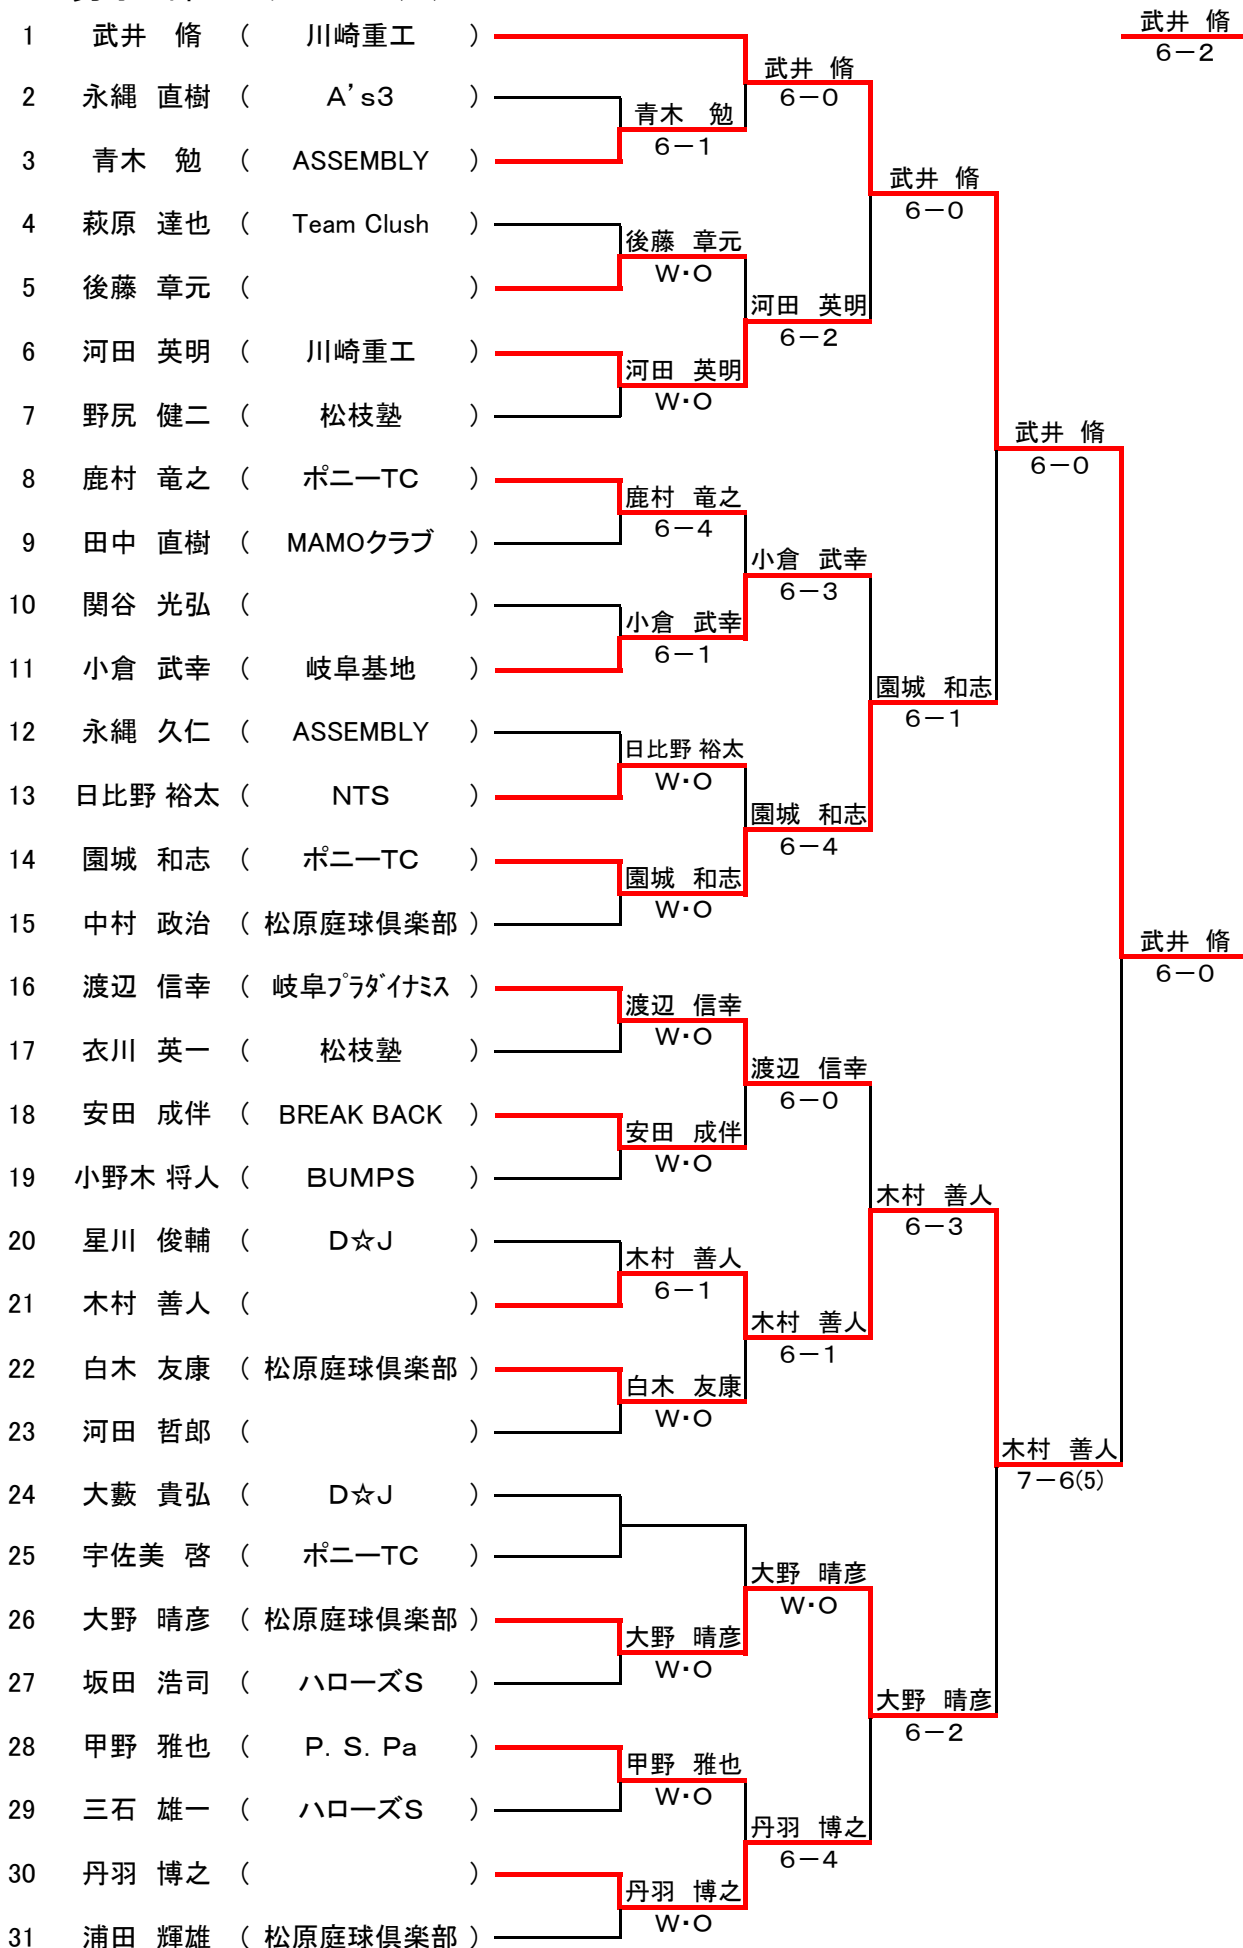 武井 脩
6-2
1 武井 脩 ( 川崎重工 )
武井 脩
6-0
2 永縄 直樹 ( A's3 )
青木 勉
6-1
3 青木 勉 ( ASSEMBLY )
武井 脩
6-0
4 萩原 達也 ( Team Clush )
後藤 章元
W・O
5 後藤 章元 ( )
河田 英明
6-2
6 河田 英明 ( 川崎重工 )
河田 英明
W・O
7 野尻 健二 ( 松枝塾 )
武井 脩
6-0
8 鹿村 竜之 ( ポニーTC )
鹿村 竜之
6-4
9 田中 直樹 ( MAMOクラブ )
小倉 武幸
6-3
10 関谷 光弘 ( )
小倉 武幸
6-1
11 小倉 武幸 ( 岐阜基地 )
園城 和志
6-1
12 永縄 久仁 ( ASSEMBLY )
日比野 裕太
W・O
13 日比野 裕太 ( NTS )
園城 和志
6-4
14 園城 和志 ( ポニーTC )
園城 和志
W・O
15 中村 政治 ( 松原庭球倶楽部 )
武井 脩
6-0
16 渡辺 信幸 ( 岐阜プラダイナミス )
渡辺 信幸
W・O
17 衣川 英一 ( 松枝塾 )
渡辺 信幸
6-0
18 安田 成伴 ( BREAK BACK )
安田 成伴
W・O
19 小野木 将人 ( BUMPS )
木村 善人
6-3
20 星川 俊輔 ( D☆J )
木村 善人
6-1
21 木村 善人 ( )
木村 善人
6-1
22 白木 友康 ( 松原庭球倶楽部 )
白木 友康
W・O
23 河田 哲郎 ( )
木村 善人
7-6(5)
24 大藪 貴弘 ( D☆J )
25 宇佐美 啓 ( ポニーTC )
大野 晴彦
W・O
26 大野 晴彦 ( 松原庭球倶楽部 )
大野 晴彦
W・O
27 坂田 浩司 ( ハローズS )
大野 晴彦
6-2
28 甲野 雅也 ( P. S. Pa )
甲野 雅也
W・O
29 三石 雄一 ( ハローズS )
丹羽 博之
6-4
30 丹羽 博之 ( )
丹羽 博之
W・O
31 浦田 輝雄 ( 松原庭球倶楽部 )